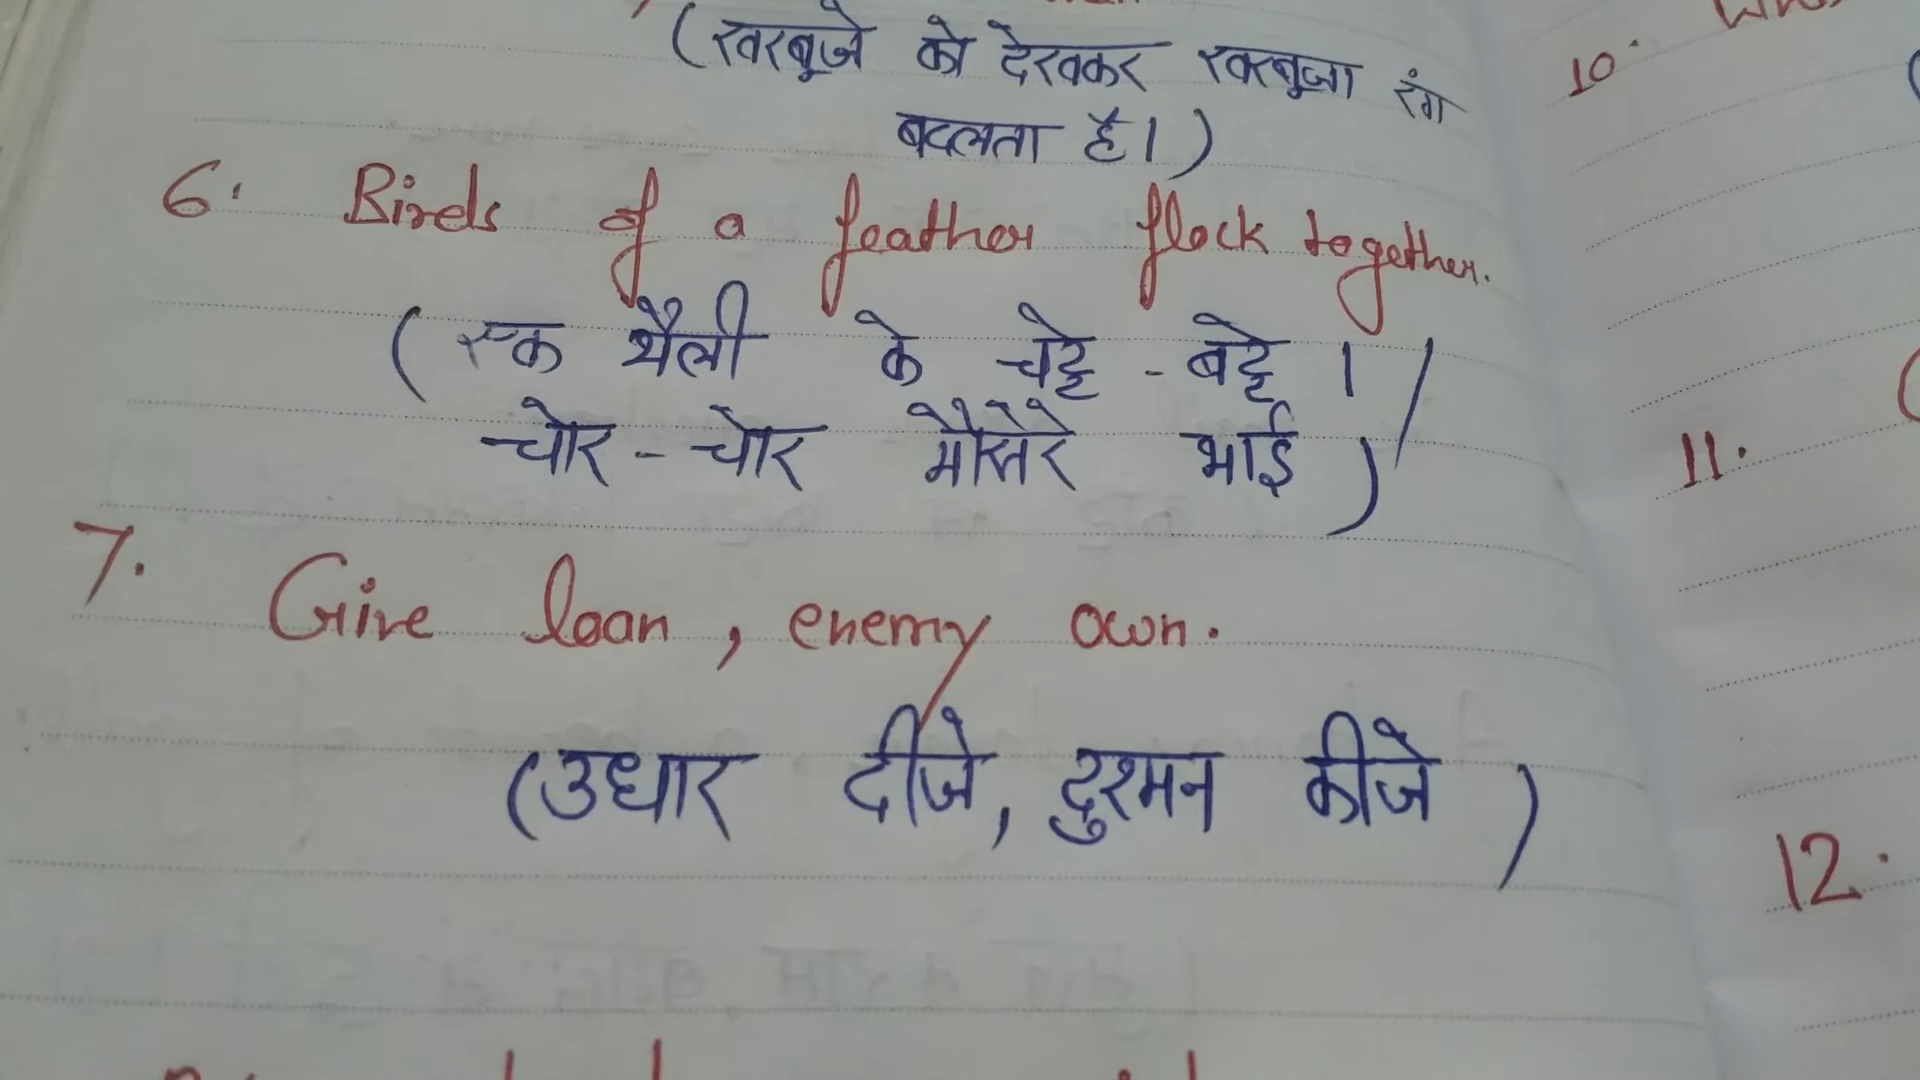 (खरबूजे को देखकर खरबूजा रंग
बदलता है।)
6. Birds of a feather flock together.
(एक थैली के चट्टे - बट्टे । /
चोर - चोर मौसेरे भाई )
7. Give loan, enemy own.
(उधार दीजे, दुश्मन कीजे )
10.
11.
12.